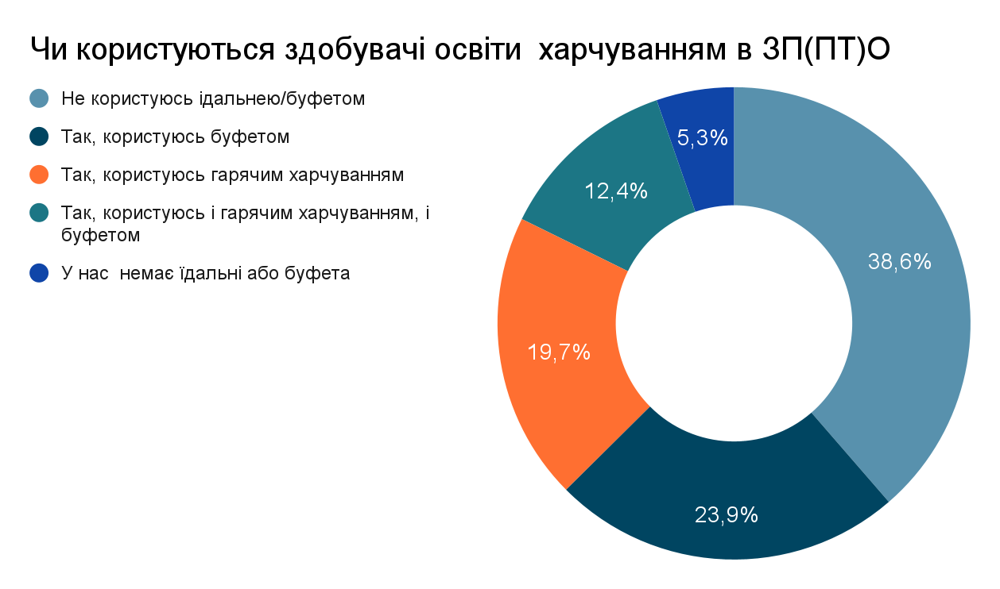 Чи користуються здобувачі освіти  харчуванням в ЗП(ПТ)О
Не користуюсь ідальнею/буфетом
Так, користуюсь буфетом
Так, користуюсь гарячим харчуванням
Так, користуюсь і гарячим харчуванням, і
буфетом
У нас  немає їдальні або буфета
5,3%
12,4%
38,6%
19,7%
23,9%